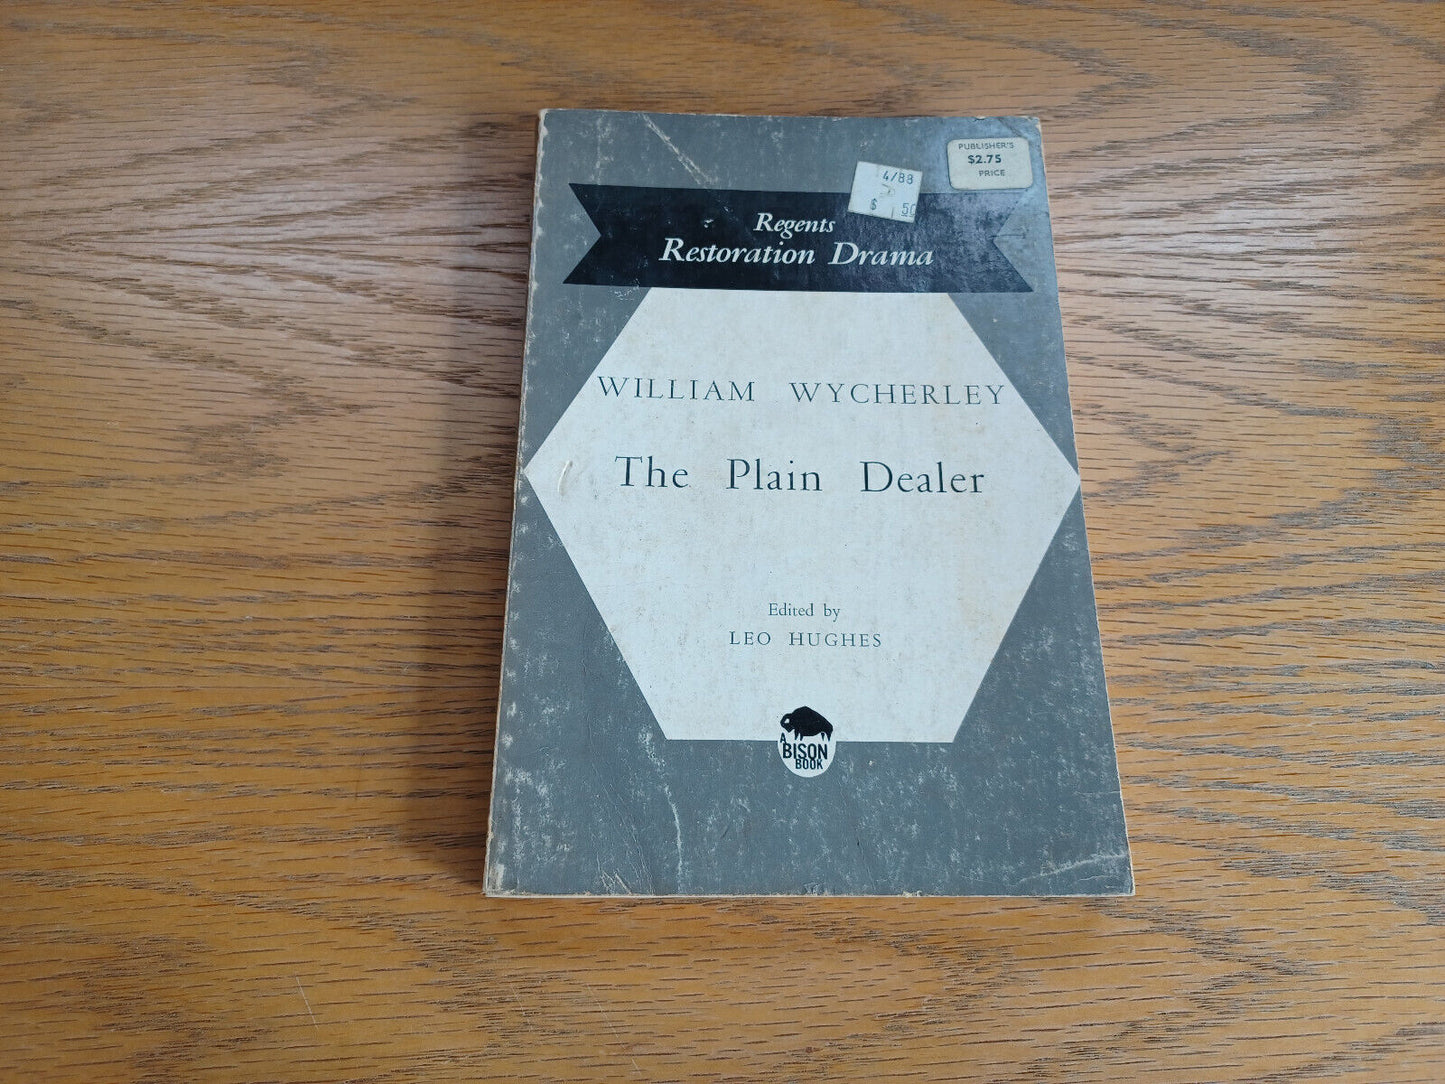 PUBLISHER'S
$2.75
PRICE
4/88
$ 50
Regents
Restoration Drama
WILLIAM WYCHERLEY
The Plain Dealer
Edited by
LEO HUGHES
A
BISON
BOOK